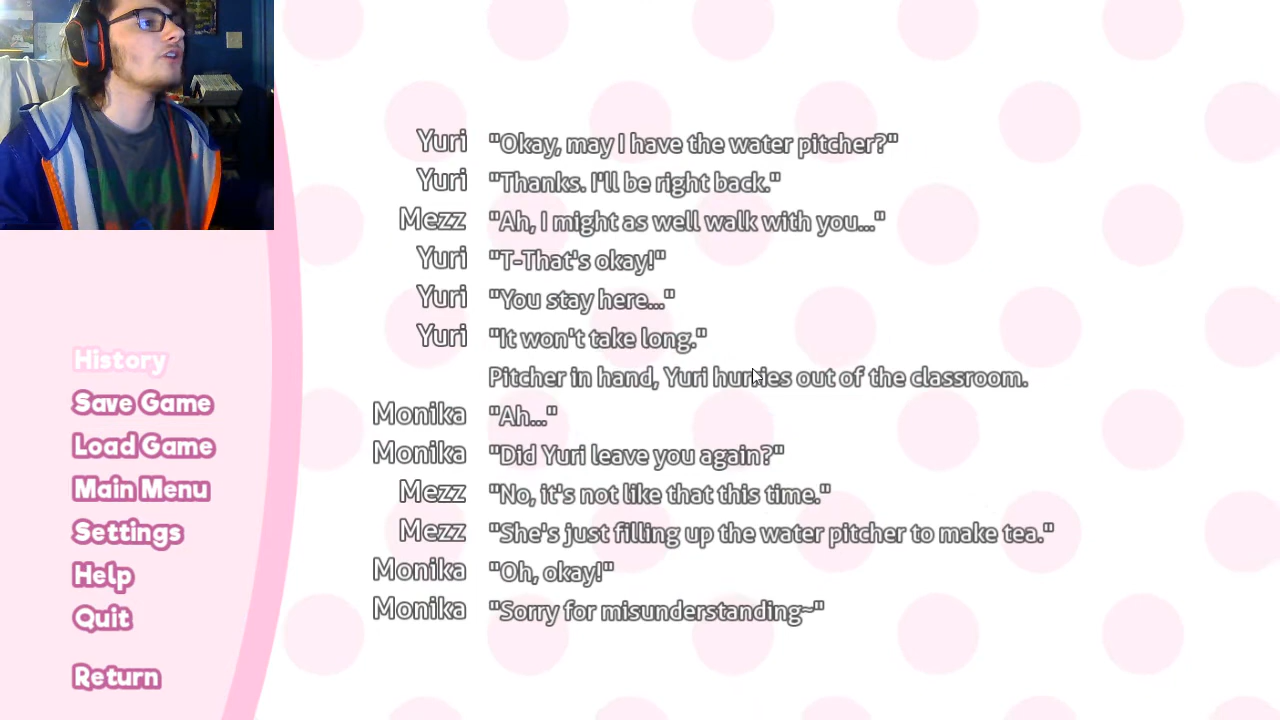 Yuri "Okay, may I have the water pitcher?"
Yuri "Thanks. I'll be right back."
Mezz "Ah, I might as well walk with you..."
Yuri "T-That's okay!"
Yuri "You stay here..."
Yuri "It won't take long."
Pitcher in hand, Yuri hurries out of the classroom.
Monika "Ah..."
Monika "Did Yuri leave you again?"
Mezz "No, it's not like that this time."
Mezz "She's just filling up the water pitcher to make tea."
Monika "Oh, okay!"
Monika "Sorry for misunderstanding~"
History
Save Game
Load Game
Main Menu
Settings
Help
Quit
Return